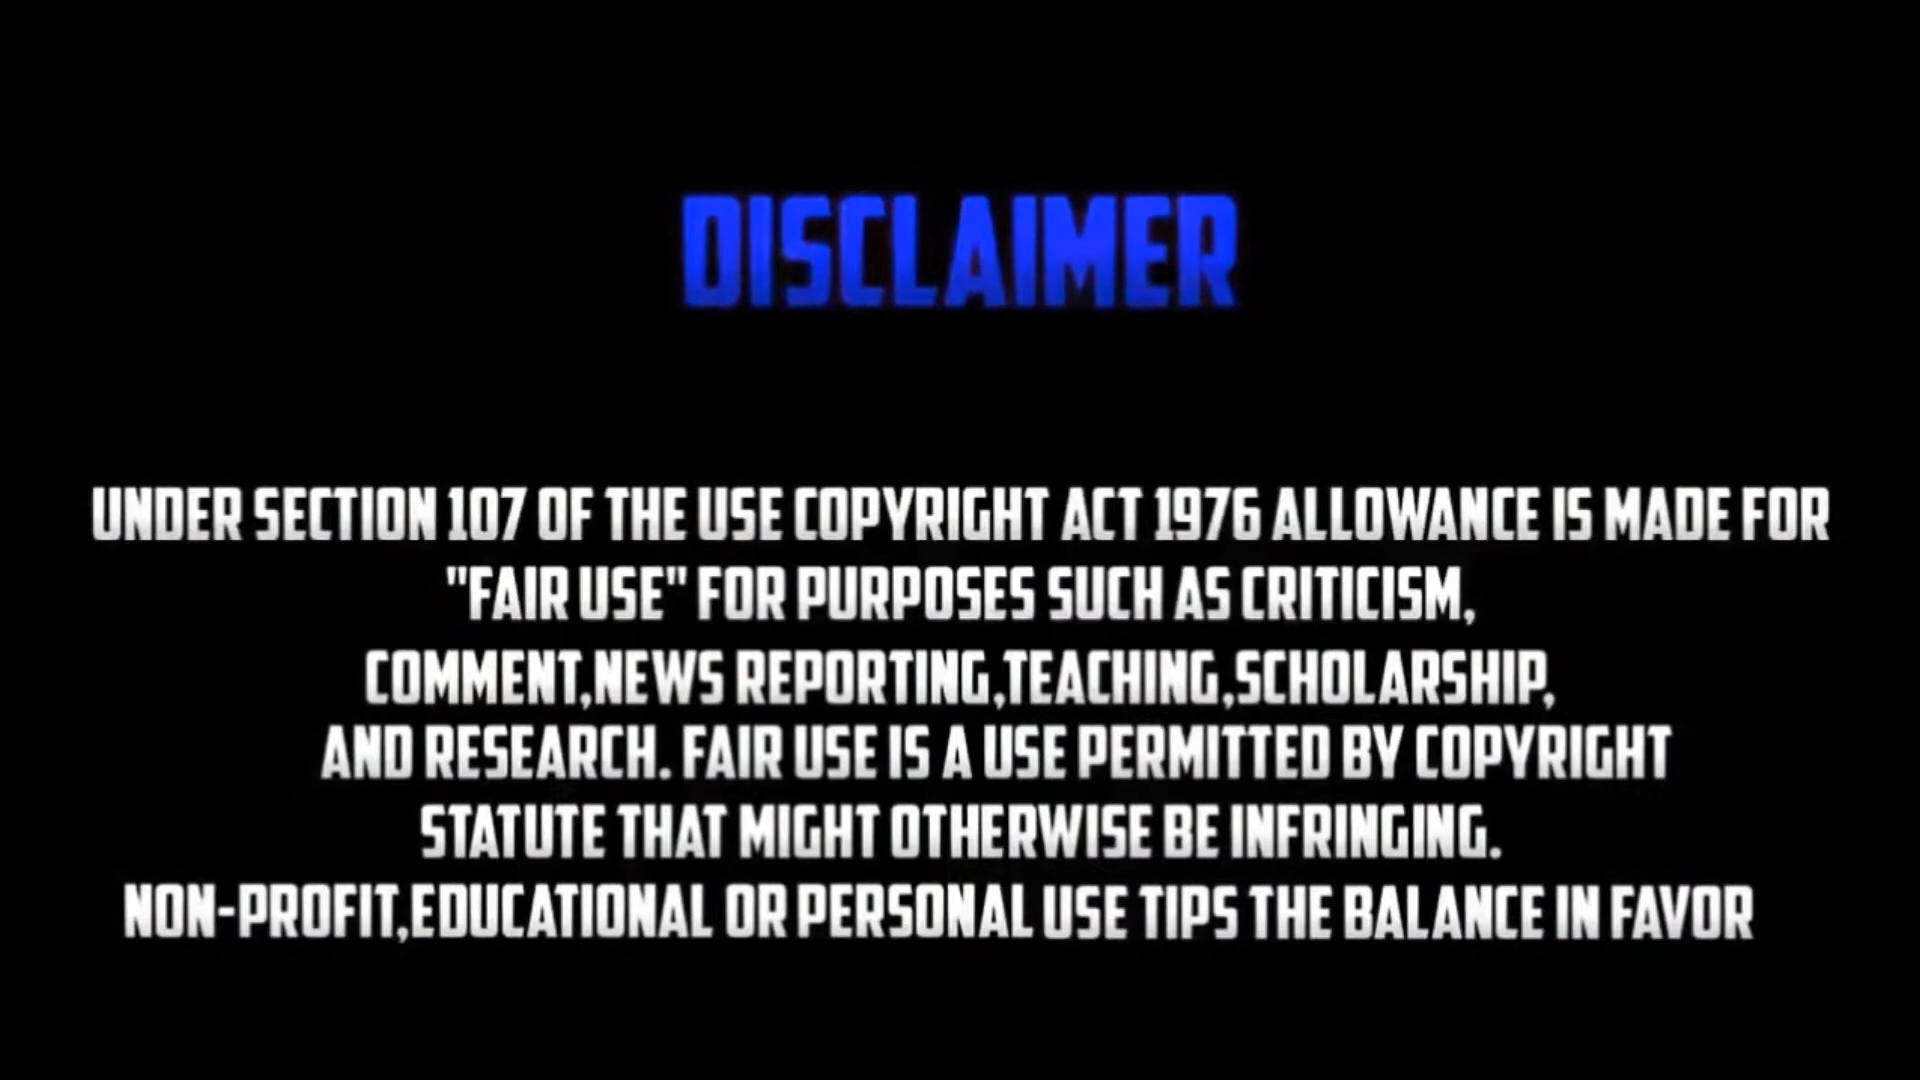 DISCLAIMER
UNDER SECTION 107 OF THE USE COPYRIGHT ACT 1976 ALLOWANCE IS MADE FOR
"FAIR USE" FOR PURPOSES SUCH AS CRITICISM,
COMMENT,NEWS REPORTING,TEACHING,SCHOLARSHIP,
AND RESEARCH. FAIR USE IS A USE PERMITTED BY COPYRIGHT
STATUTE THAT MIGHT OTHERWISE BE INFRINGING.
NON-PROFIT,EDUCATIONAL OR PERSONAL USE TIPS THE BALANCE IN FAVOR